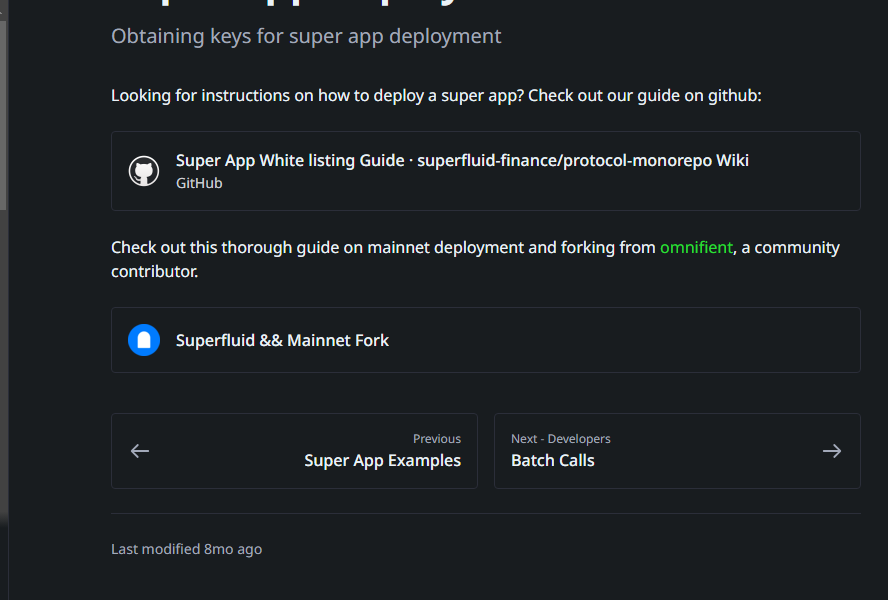 Obtaining keys for super app deployment
Looking for instructions on how to deploy a super app? Check out our guide on github:
Super App White listing Guide · superfluid-finance/protocol-monorepo Wiki
GitHub
Check out this thorough guide on mainnet deployment and forking from omnifient, a community
contributor.
Superfluid && Mainnet Fork
Previous
Super App Examples
Next - Developers
Batch Calls
Last modified 8mo ago